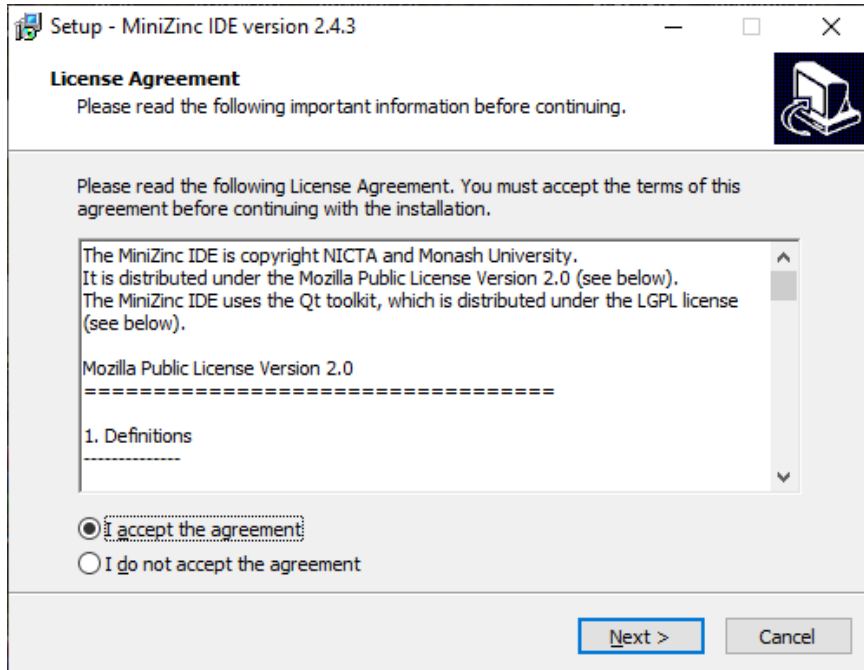 Setup - MiniZinc IDE version 2.4.3
License Agreement
Please read the following important information before continuing.
Please read the following License Agreement. You must accept the terms of this
agreement before continuing with the installation.
The MiniZinc IDE is copyright NICTA and Monash University.
It is distributed under the Mozilla Public License Version 2.0 (see below).
The MiniZinc IDE uses the Qt toolkit, which is distributed under the LGPL license
(see below).
Mozilla Public License Version 2.0
==================================
1. Definitions
--------------
I accept the agreement
I do not accept the agreement
Next >
Cancel